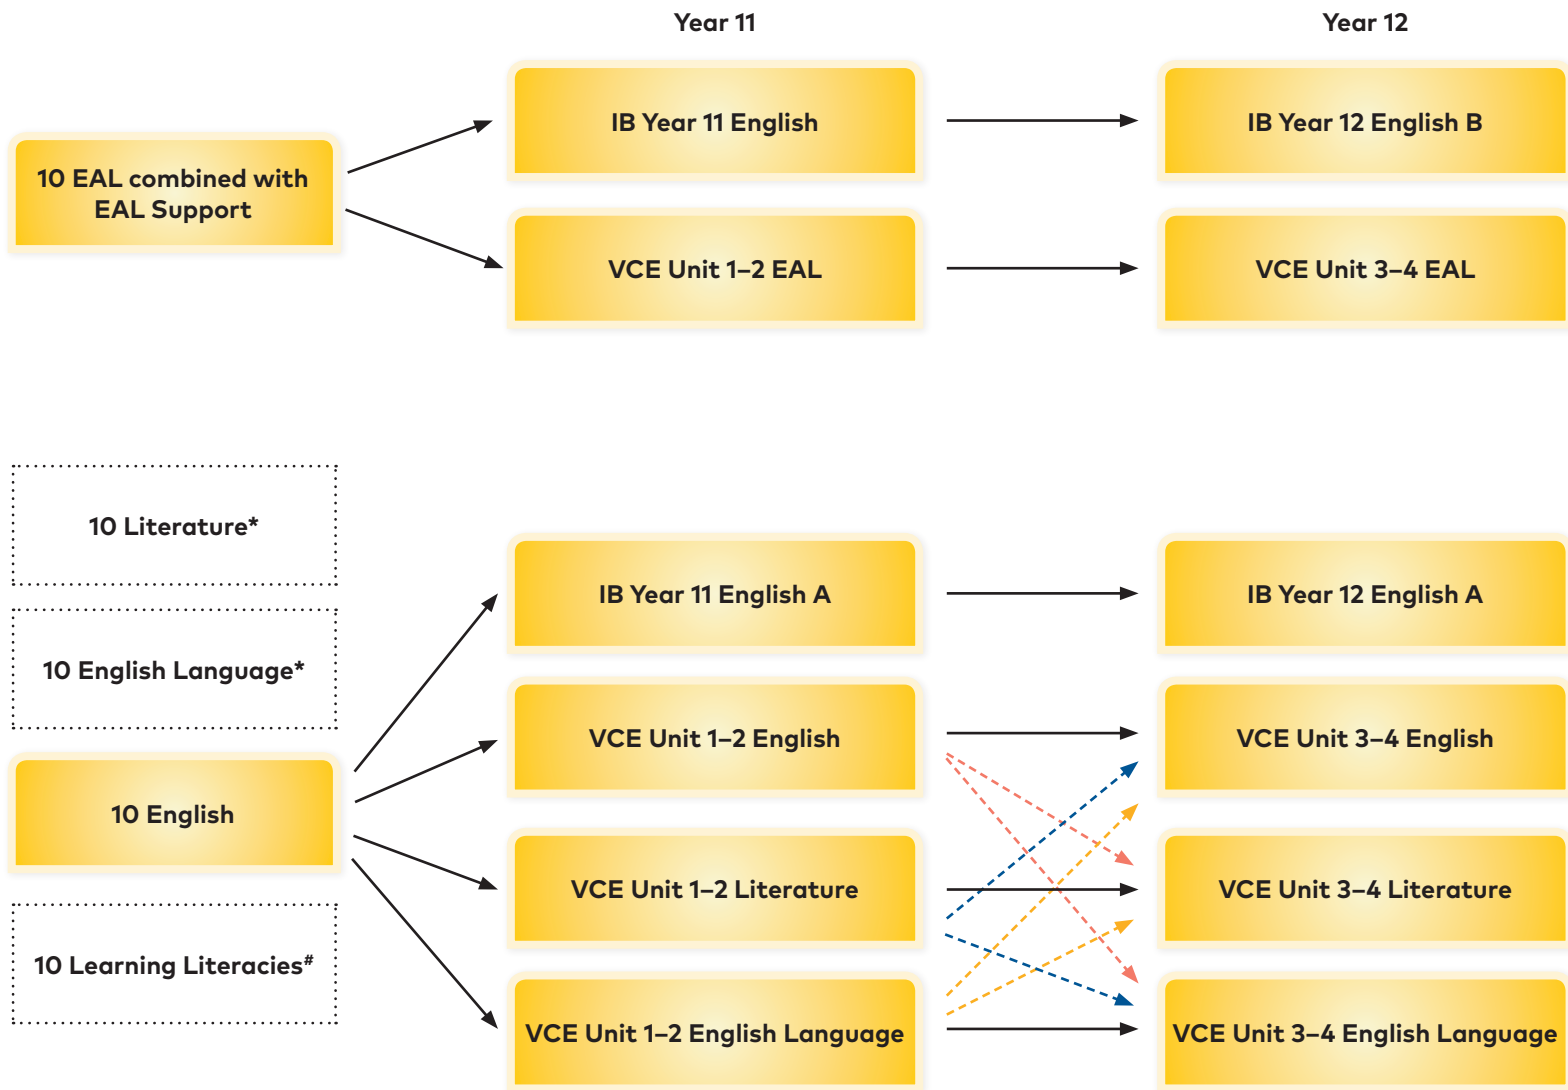 Year 11
Year 12
10 EAL combined with
EAL Support
IB Year 11 English
IB Year 12 English B
VCE Unit 1–2 EAL
VCE Unit 3–4 EAL
10 Literature*
10 English Language*
10 English
10 Learning Literacies#
IB Year 11 English A
IB Year 12 English A
VCE Unit 1–2 English
VCE Unit 3–4 English
VCE Unit 1–2 Literature
VCE Unit 3–4 Literature
VCE Unit 1–2 English Language
VCE Unit 3–4 English Language